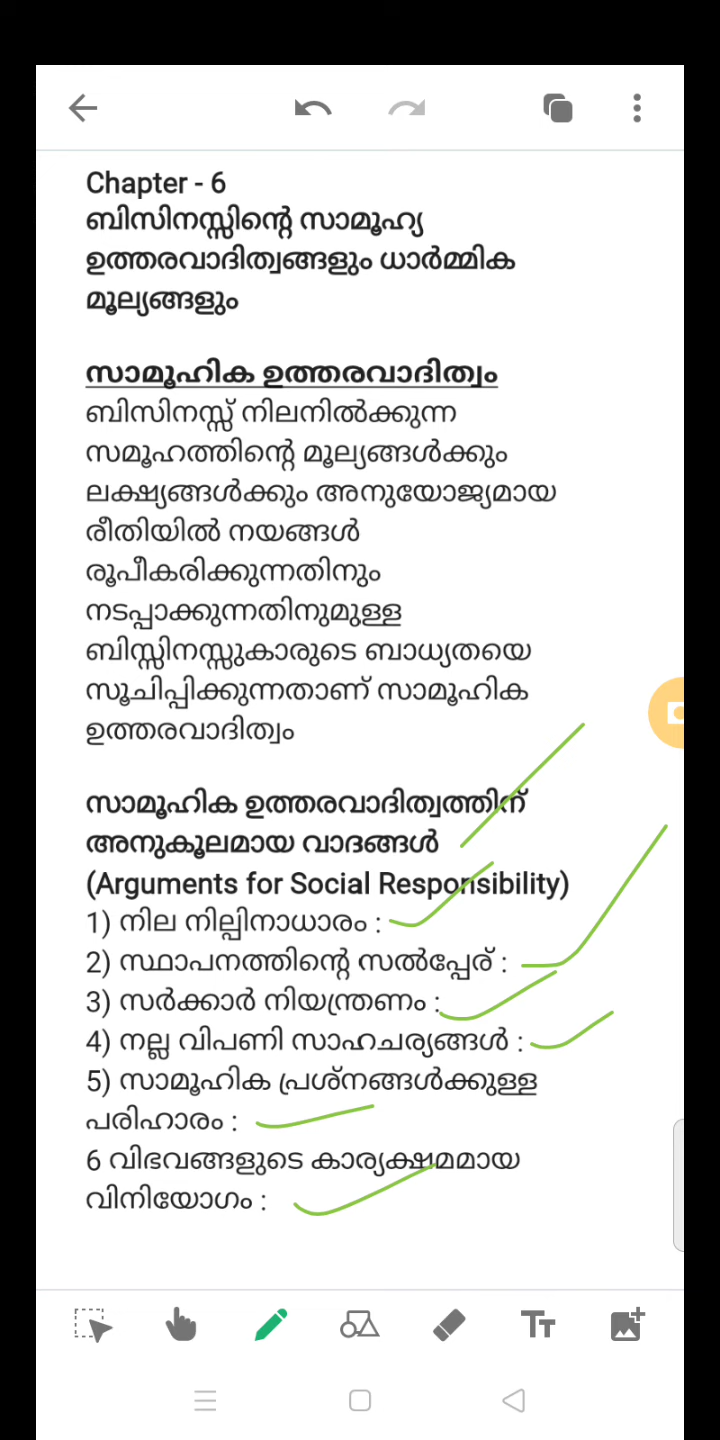 Chapter - 6
ബിസിനസ്സിന്റെ സാമൂഹ്യ
ഉത്തരവാദിത്വങ്ങളും ധാർമ്മിക
മൂല്യങ്ങളും
സാമൂഹിക ഉത്തരവാദിത്വം
ബിസിനസ്സ് നിലനിൽക്കുന്ന
സമൂഹത്തിന്റെ മൂല്യങ്ങൾക്കും
ലക്ഷ്യങ്ങൾക്കും അനുയോജ്യമായ
രീതിയിൽ നയങ്ങൾ
രൂപീകരിക്കുന്നതിനും
നടപ്പാക്കുന്നതിനുമുള്ള
ബിസ്സിനസ്സുകാരുടെ ബാധ്യതയെ
സൂചിപ്പിക്കുന്നതാണ് സാമൂഹിക
ഉത്തരവാദിത്വം
സാമൂഹിക ഉത്തരവാദിത്വത്തിന്
അനുകൂലമായ വാദങ്ങൾ
(Arguments for Social Responsibility)
1) നില നില്പിനാധാരം :
2) സ്ഥാപനത്തിന്റെ സൽപ്പേര് :
3) സർക്കാർ നിയന്ത്രണം :
4) നല്ല വിപണി സാഹചര്യങ്ങൾ :
5) സാമൂഹിക പ്രശ്നങ്ങൾക്കുള്ള
പരിഹാരം :
6 വിഭവങ്ങളുടെ കാര്യക്ഷമമായ
വിനിയോഗം :
Tт